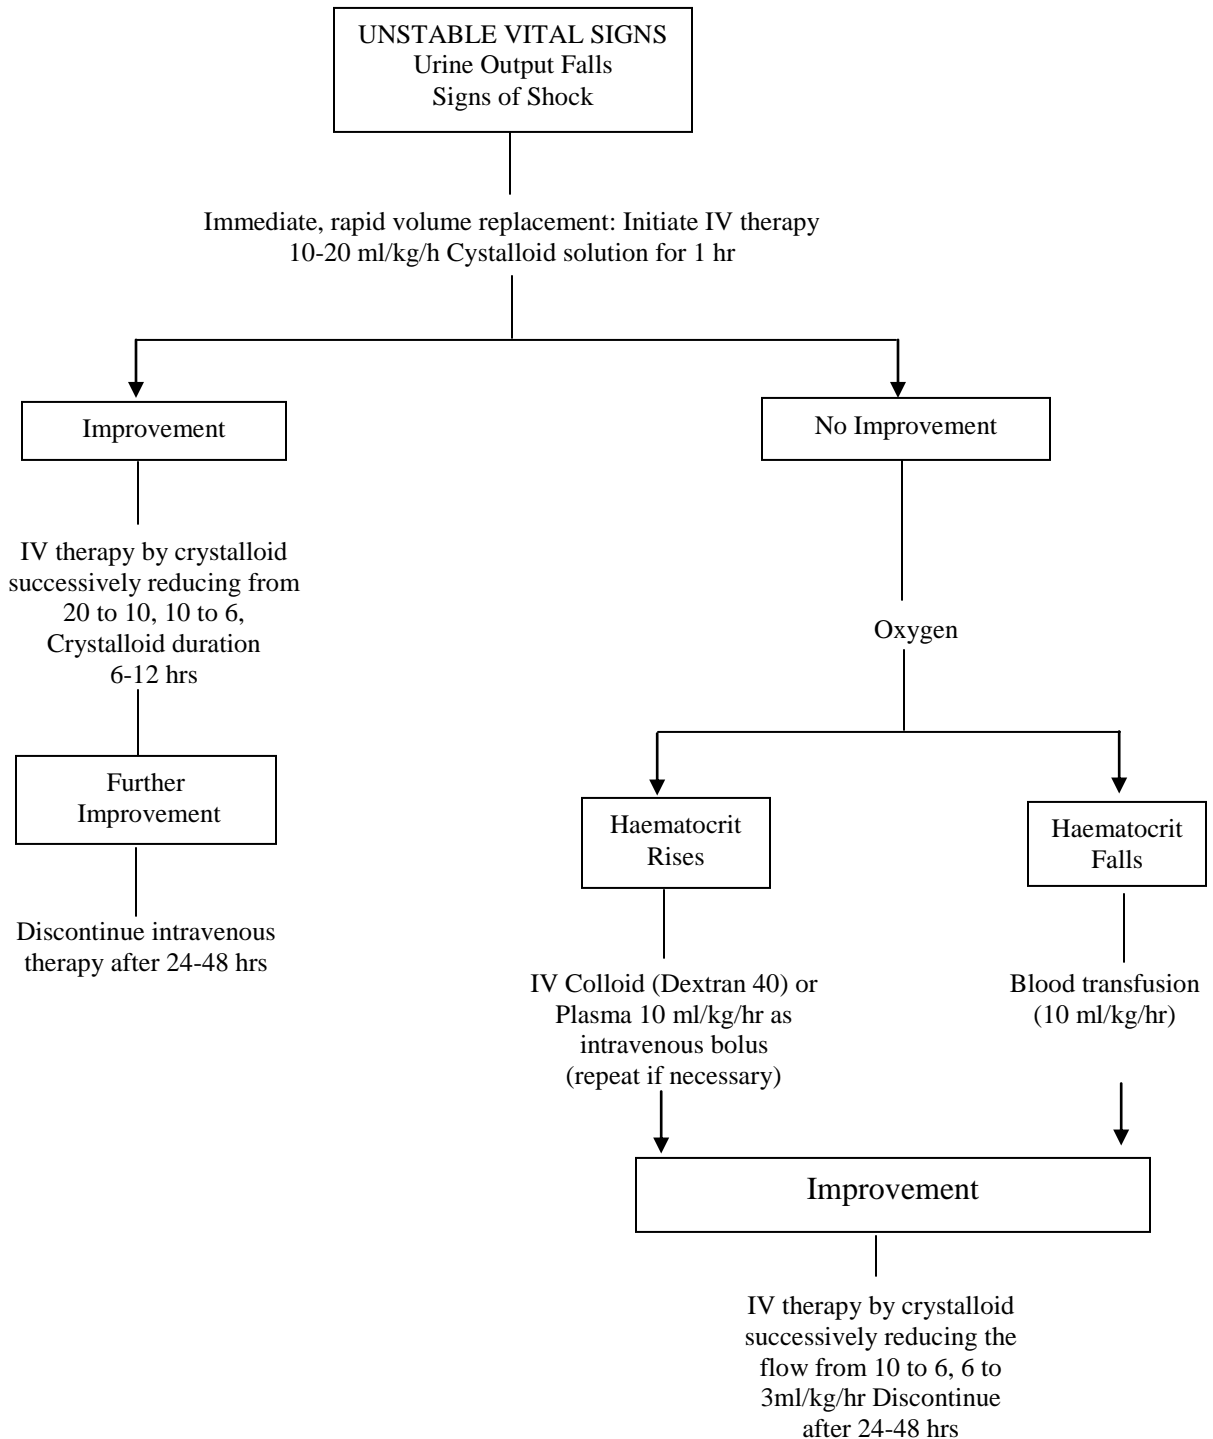 UNSTABLE VITAL SIGNS
Urine Output Falls
Signs of Shock
Immediate, rapid volume replacement: Initiate IV therapy
10-20 ml/kg/h Cystalloid solution for 1 hr
Improvement
No Improvement
IV therapy by crystalloid
successively reducing from
20 to 10, 10 to 6,
Crystalloid duration
6-12 hrs
Further
Improvement
Discontinue intravenous
therapy after 24-48 hrs
Oxygen
Haematocrit
Rises
Haematocrit
Falls
IV Colloid (Dextran 40) or
Plasma 10 ml/kg/hr as
intravenous bolus
(repeat if necessary)
Blood transfusion
(10 ml/kg/hr)
Improvement
IV therapy by crystalloid
successively reducing the
flow from 10 to 6, 6 to
3ml/kg/hr Discontinue
after 24-48 hrs